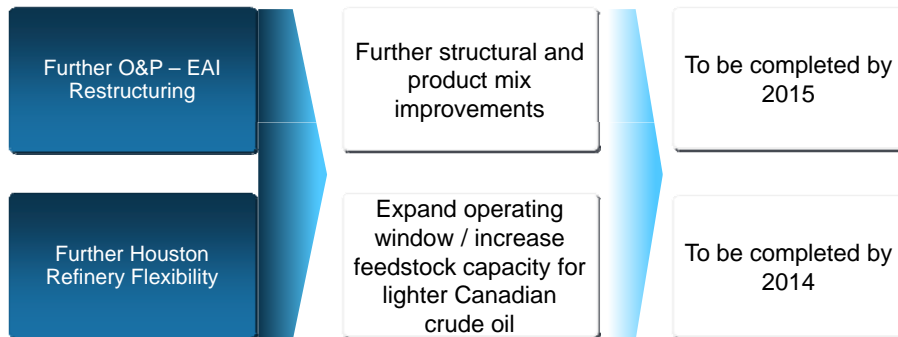 Further O&P – EAI
Restructuring
Further structural and
product mix
improvements
To be completed by
2015
Further Houston
Refinery Flexibility
Expand operating
window / increase
feedstock capacity for
lighter Canadian
crude oil
To be completed by
2014